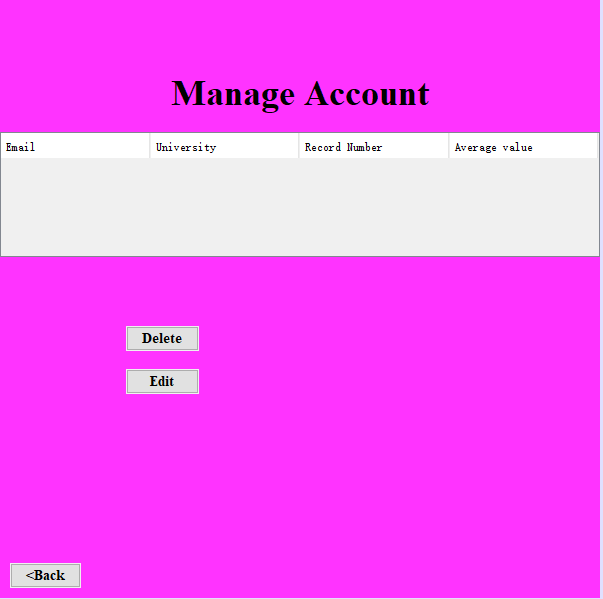 Manage Account
Email University Record Number Average value
Delete
Edit
<Back